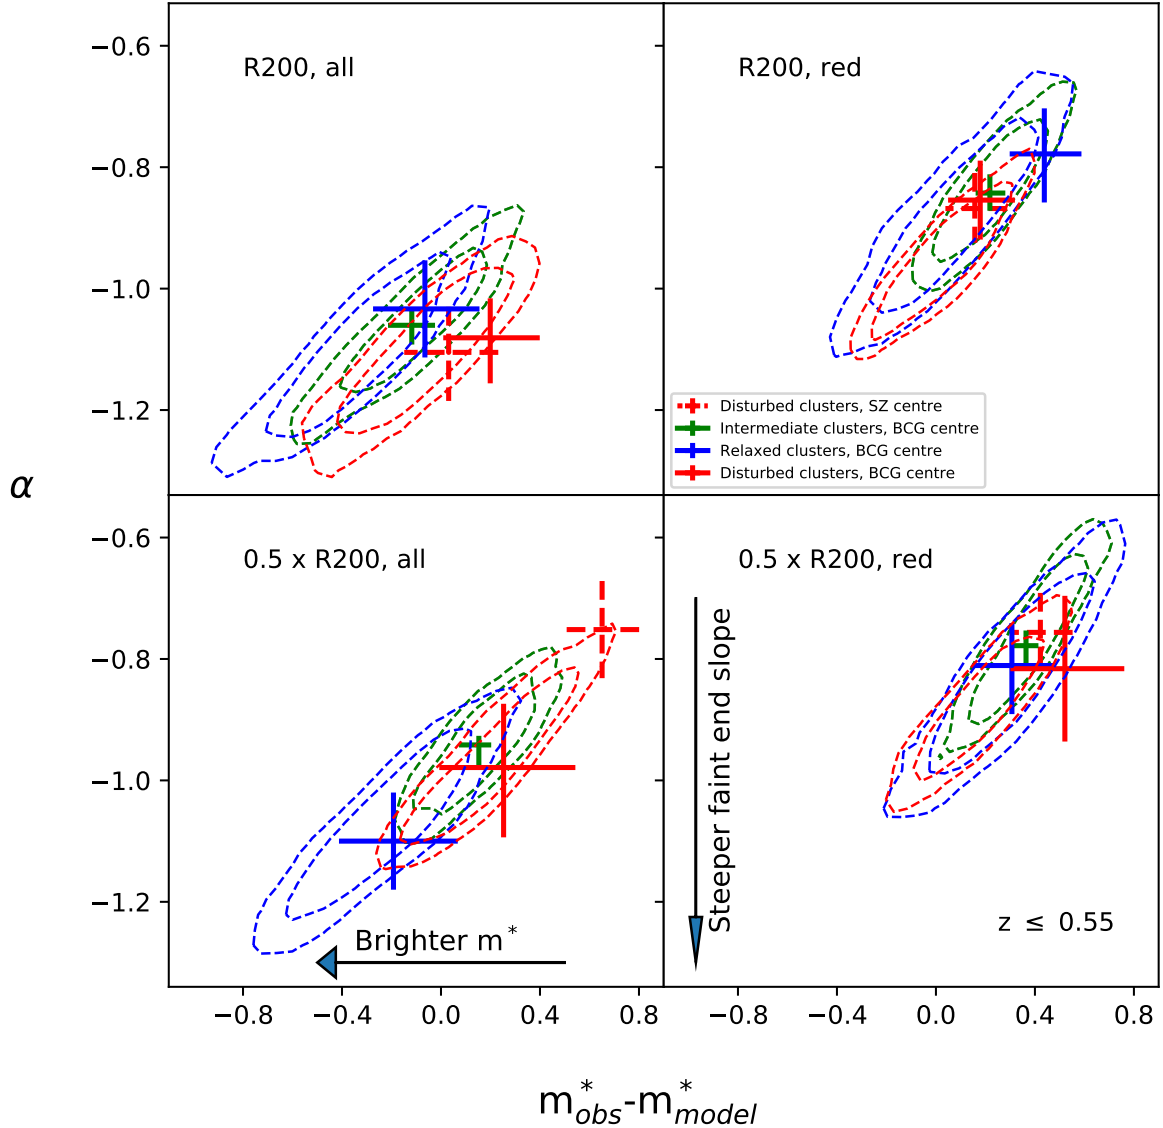 −0.6
R200, all
R200, red
−0.8
−1.0
−1.2
Disturbed clusters, SZ centre
Intermediate clusters, BCG centre
Relaxed clusters, BCG centre
Disturbed clusters, BCG centre
α
−0.6
0.5 x R200, all
0.5 x R200, red
−0.8
−1.0
−1.2
Steeper faint end slope
Brighter m*
z ≤ 0.55
−0.8 −0.4 0.0 0.4 0.8
−0.8 −0.4 0.0 0.4
m*obs-m*model